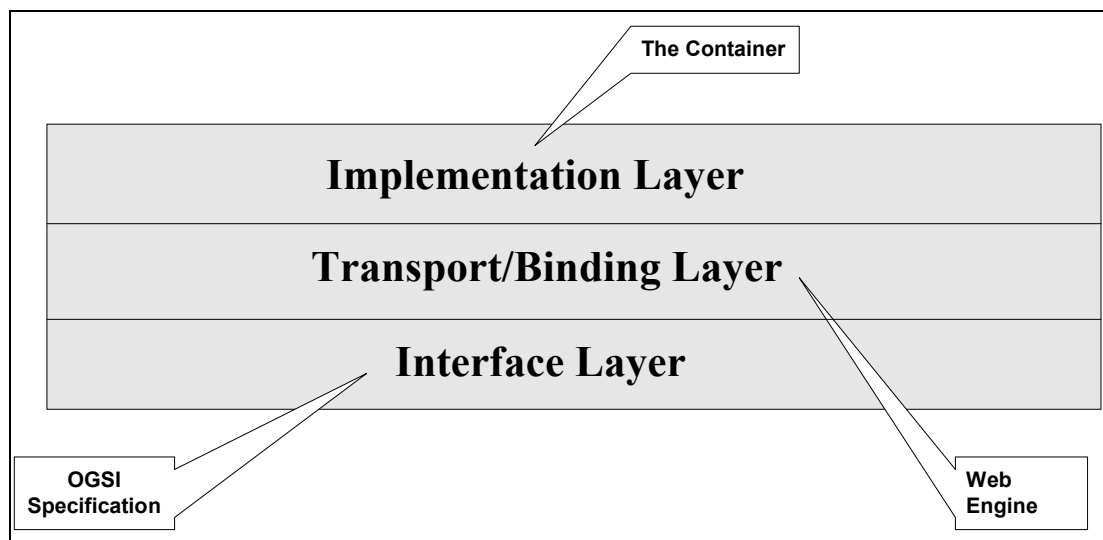 The Container
Implementation Layer
Transport/Binding Layer
Interface Layer
OGSI
Specification
Web
Engine